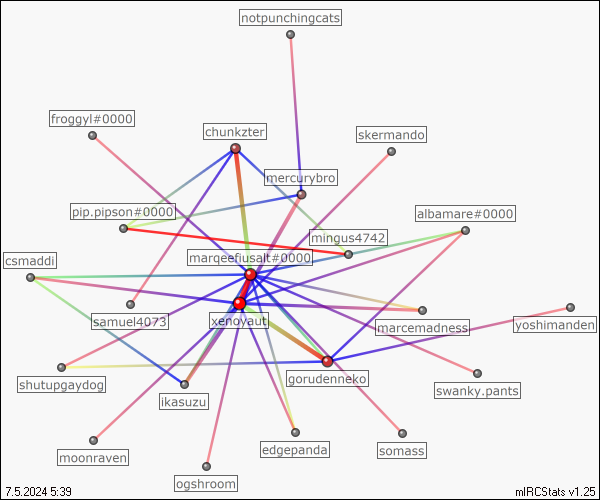 notpunchingcats
froggyl#0000
chunkzter
skermando
mercurybro
pip.pipson#0000
albamare#0000
mingus4742
csmaddi
marqeefiusalt#0000
samuel4073
xenoyaut
marcemadness
yoshimanden
shutupgaydog
gorudenneko
swanky.pants
ikasuzu
moonraven
edgepanda
somass
ogshroom
7.5.2024 5:39
mIRCStats v1.25